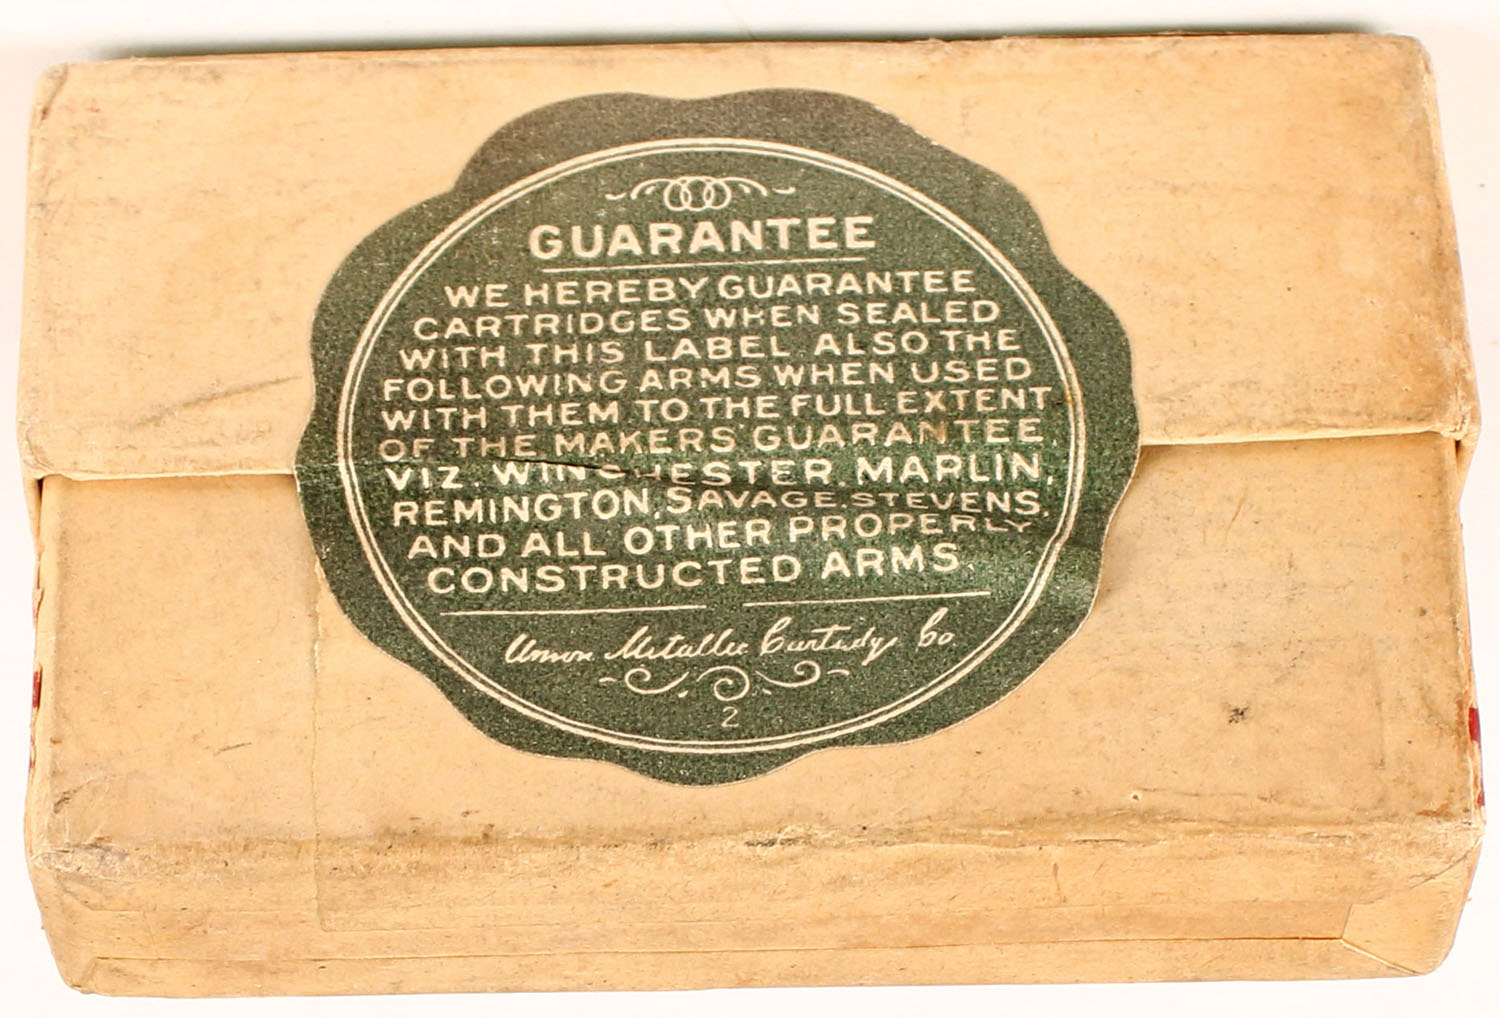 GUARANTEE
WE HEREBY GUARANTEE
CARTRIDGES WHEN SEALED
WITH THIS LABEL. ALSO THE
FOLLOWING ARMS WHEN USED
WITH THEM TO THE FULL EXTENT
OF THE MAKERS' GUARANTEE,
VIZ. WINCHESTER, MARLIN,
REMINGTON, SAVAGE, STEVENS,
AND ALL OTHER PROPERLY
CONSTRUCTED ARMS.
Union Metallic Cartridge Co.
2